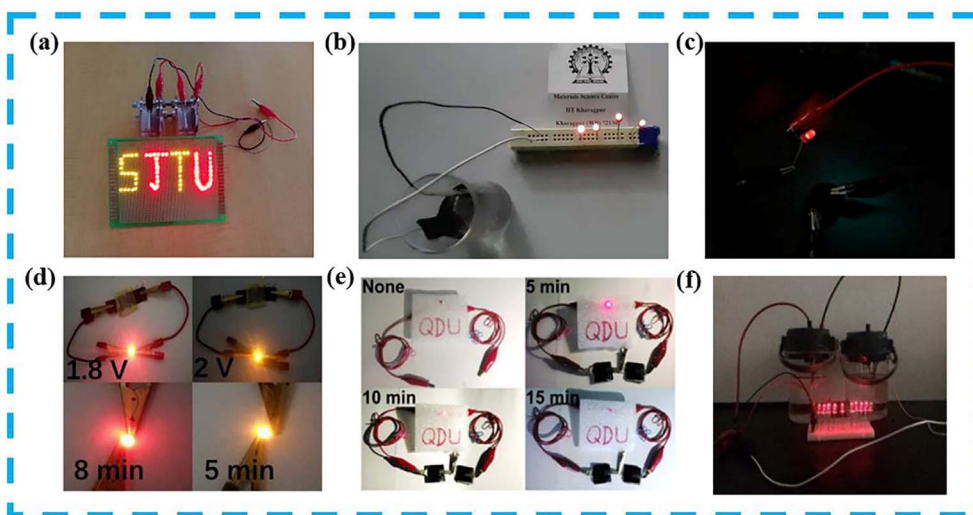 (a)
SJTU
(b)
Materials Science Centre
IIT Kharagpur
(c)
(d)
1.8 V
2 V
8 min
5 min
(e)
None
QDU
5 min
QDU
10 min
QDU
15 min
QDU
(f)